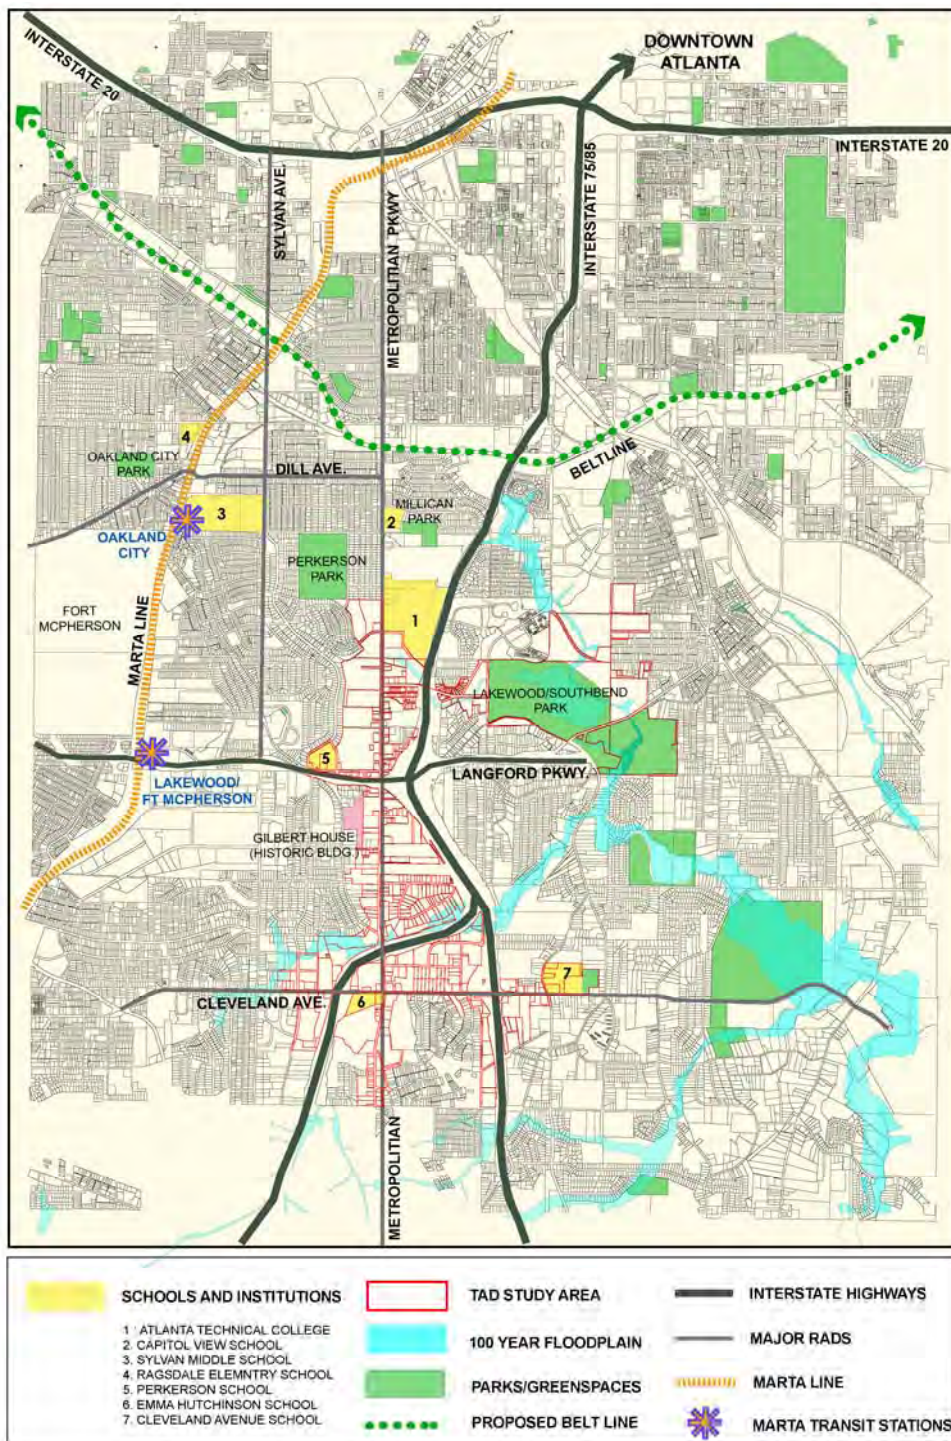 DOWNTOWN
ATLANTA
INTERSTATE 20
INTERSTATE 20
SYLVAN AVE.
METROPOLITIAN PKWY
INTERSTATE 75/85
4
OAKLAND CITY
PARK
DILL AVE.
BELTLINE
3
2
MILLICAN
PARK
OAKLAND
CITY
PERKERSON
PARK
FORT
MCPHERSON
MARTA LINE
1
LAKEWOOD/SOUTHBEND
PARK
5
LANGFORD PKWY.
LAKEWOOD/
FT MCPHERSON
GILBERT HOUSE
(HISTORIC BLDG.)
7
CLEVELAND AVE.
6
METROPOLITIAN
SCHOOLS AND INSTITUTIONS
1 ATLANTA TECHNICAL COLLEGE
2. CAPITOL VIEW SCHOOL
3. SYLVAN MIDDLE SCHOOL
4. RAGSDALE ELEMNTRY SCHOOL
5. PERKERSON SCHOOL
6. EMMA HUTCHINSON SCHOOL
7. CLEVELAND AVENUE SCHOOL
TAD STUDY AREA
100 YEAR FLOODPLAIN
PARKS/GREENSPACES
PROPOSED BELT LINE
INTERSTATE HIGHWAYS
MAJOR RADS
MARTA LINE
MARTA TRANSIT STATIONS